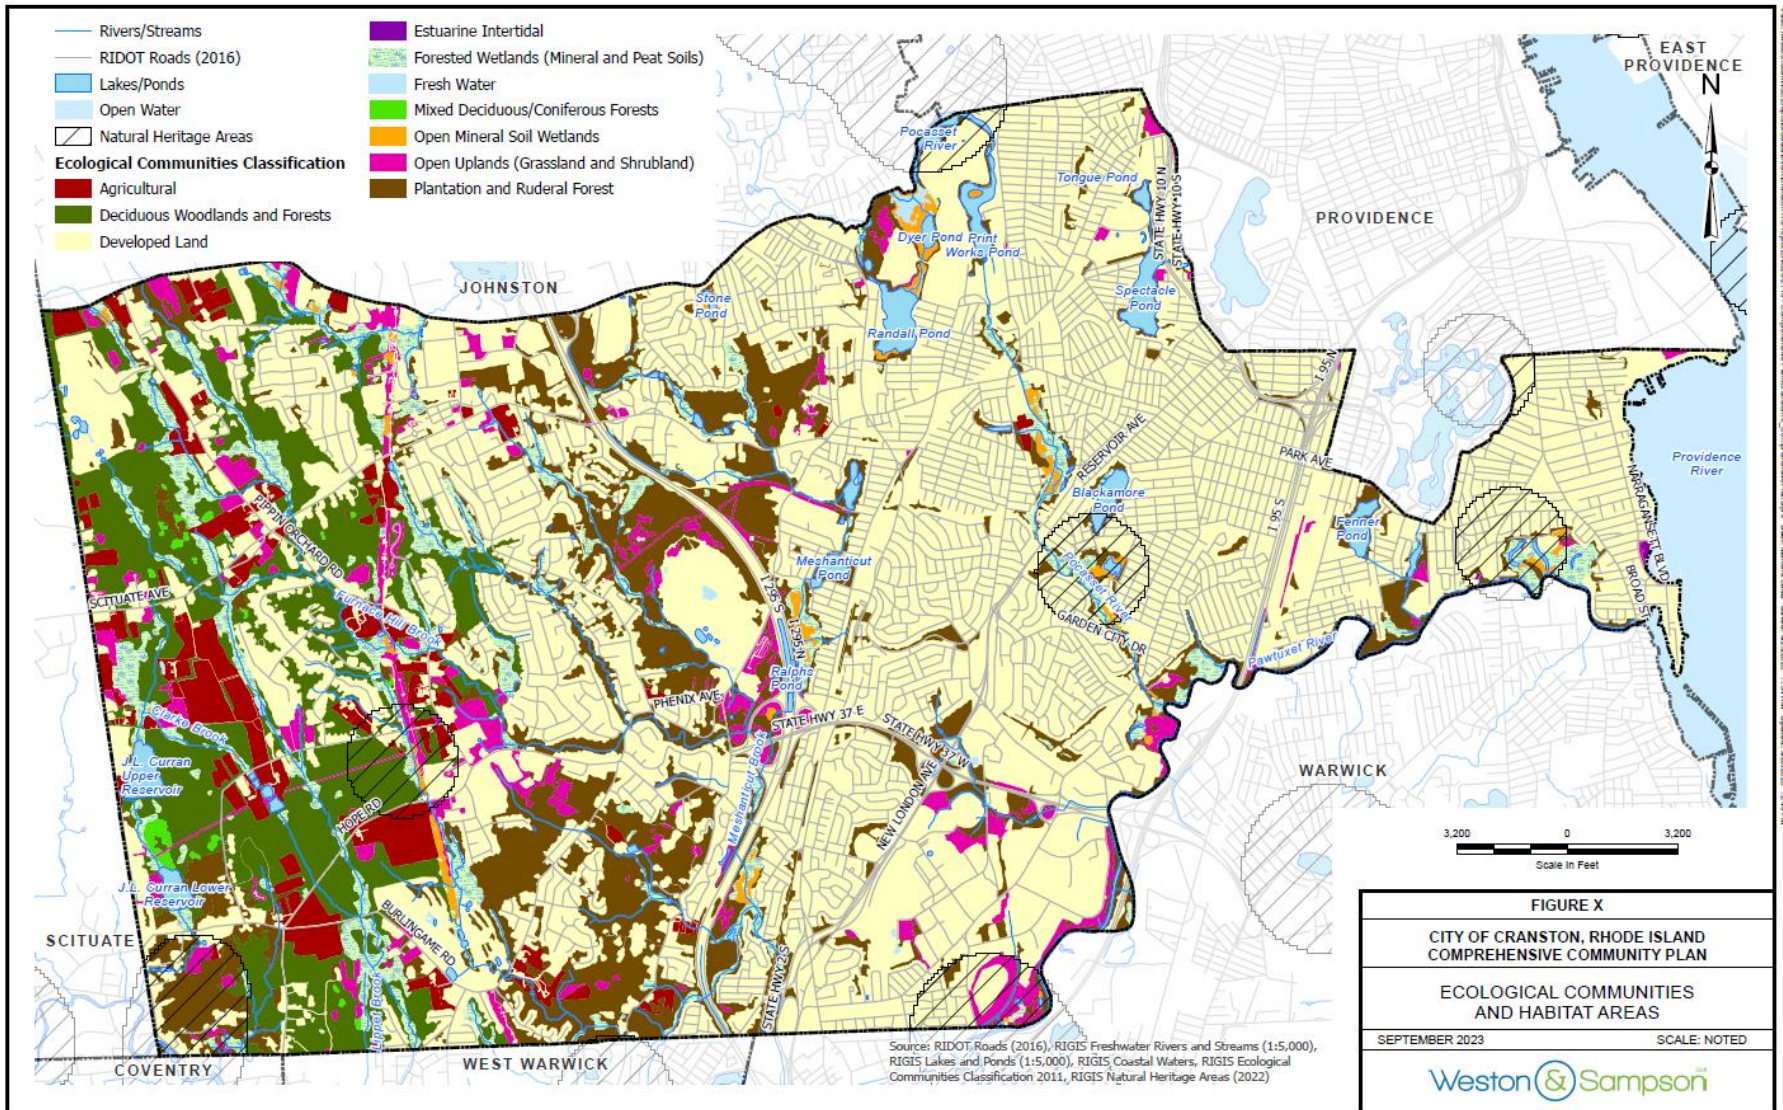 Rivers/Streams
RIDOT Roads (2016)
Lakes/Ponds
Open Water
Natural Heritage Areas
Ecological Communities Classification
Agricultural
Deciduous Woodlands and Forests
Developed Land
Estuarine Intertidal
Forested Wetlands (Mineral and Peat Soils)
Fresh Water
Mixed Deciduous/Coniferous Forests
Open Mineral Soil Wetlands
Open Uplands (Grassland and Shrubland)
Plantation and Ruderal Forest
EAST
PROVIDENCE
N
Pocasset
River
Tongue Pond
STATE HWY 10 N
STATE HWY 10 S
PROVIDENCE
Dyer Pond
Print
Works Pond
JOHNSTON
Stone
Pond
Spectacle
Pond
Randall Pond
I 95 N
RESERVOIR AVE
PARK AVE
Providence
River
NARRAGANSETT BLVD
Blackamore
Pond
I 95 S
Fenner
Pond
PIPPIN ORCHARD RD
Meshanticut
Pond
Pocasset River
SCITUATE AVE
Furnace Hill Brook
I 295 S
I 295 N
BROAD ST
GARDEN CITY DR
Pawtuxet River
Ralphs
Pond
PHENIX AVE
STATE HWY 37 E
STATE HWY 37 W
Clarke Brook
J.L. Curran
Upper
Reservoir
WARWICK
Meshanticut Brook
NEW LONDON AVE
HOPE RD
3,200
0
3,200
Scale In Feet
J.L. Curran Lower
Reservoir
BURLINGAME RD
SCITUATE
Lippet Brook
STATE HWY 2 S
COVENTRY
WEST WARWICK
Source: RIDOT Roads (2016), RIGIS Freshwater Rivers and Streams (1:5,000),
RIGIS Lakes and Ponds (1:5,000), RIGIS Coastal Waters, RIGIS Ecological
Communities Classification 2011, RIGIS Natural Heritage Areas (2022)
FIGURE X
CITY OF CRANSTON, RHODE ISLAND
COMPREHENSIVE COMMUNITY PLAN
ECOLOGICAL COMMUNITIES
AND HABITAT AREAS
SEPTEMBER 2023
SCALE: NOTED
Weston & Sampson